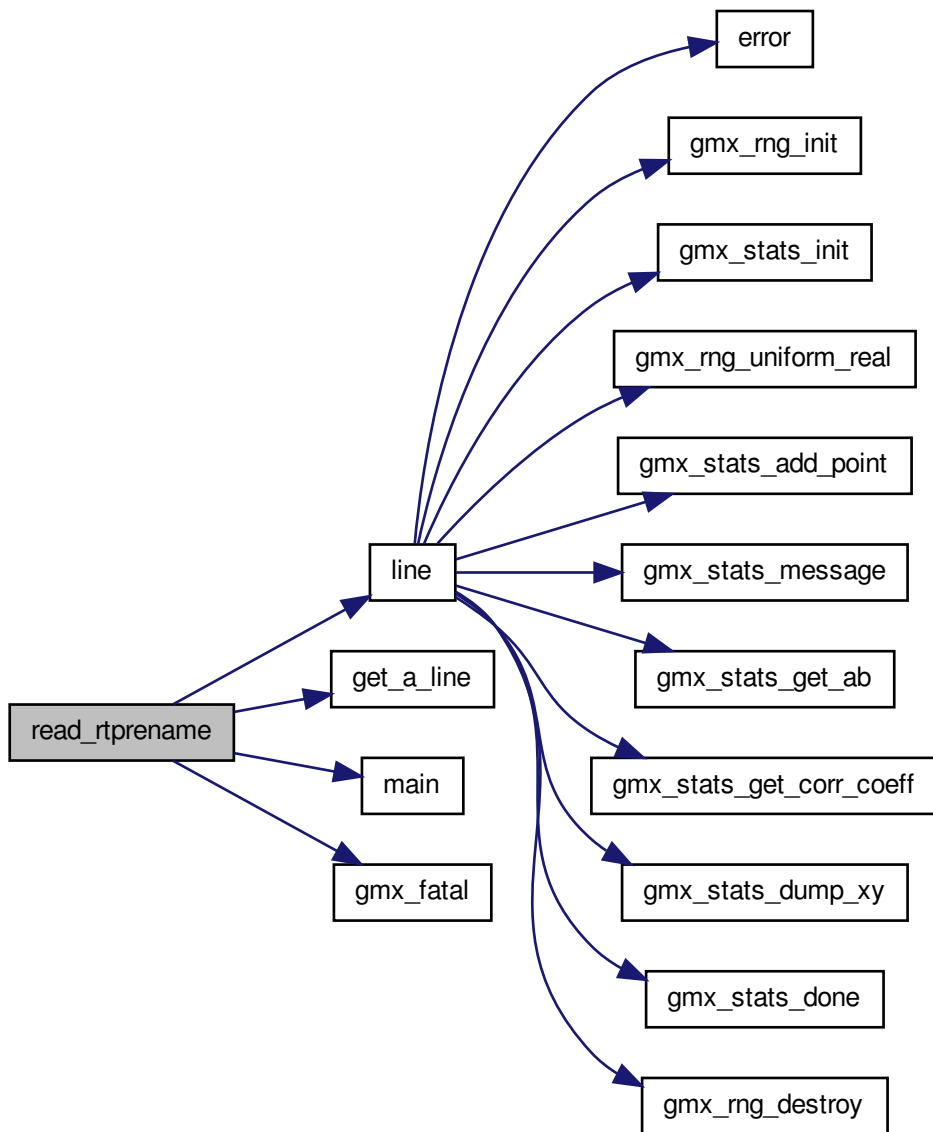 error
gmx_rng_init
gmx_stats_init
gmx_rng_uniform_real
gmx_stats_add_point
line
gmx_stats_message
gmx_stats_get_ab
get_a_line
read_rtprename
main
gmx_stats_get_corr_coeff
gmx_fatal
gmx_stats_dump_xy
gmx_stats_done
gmx_rng_destroy